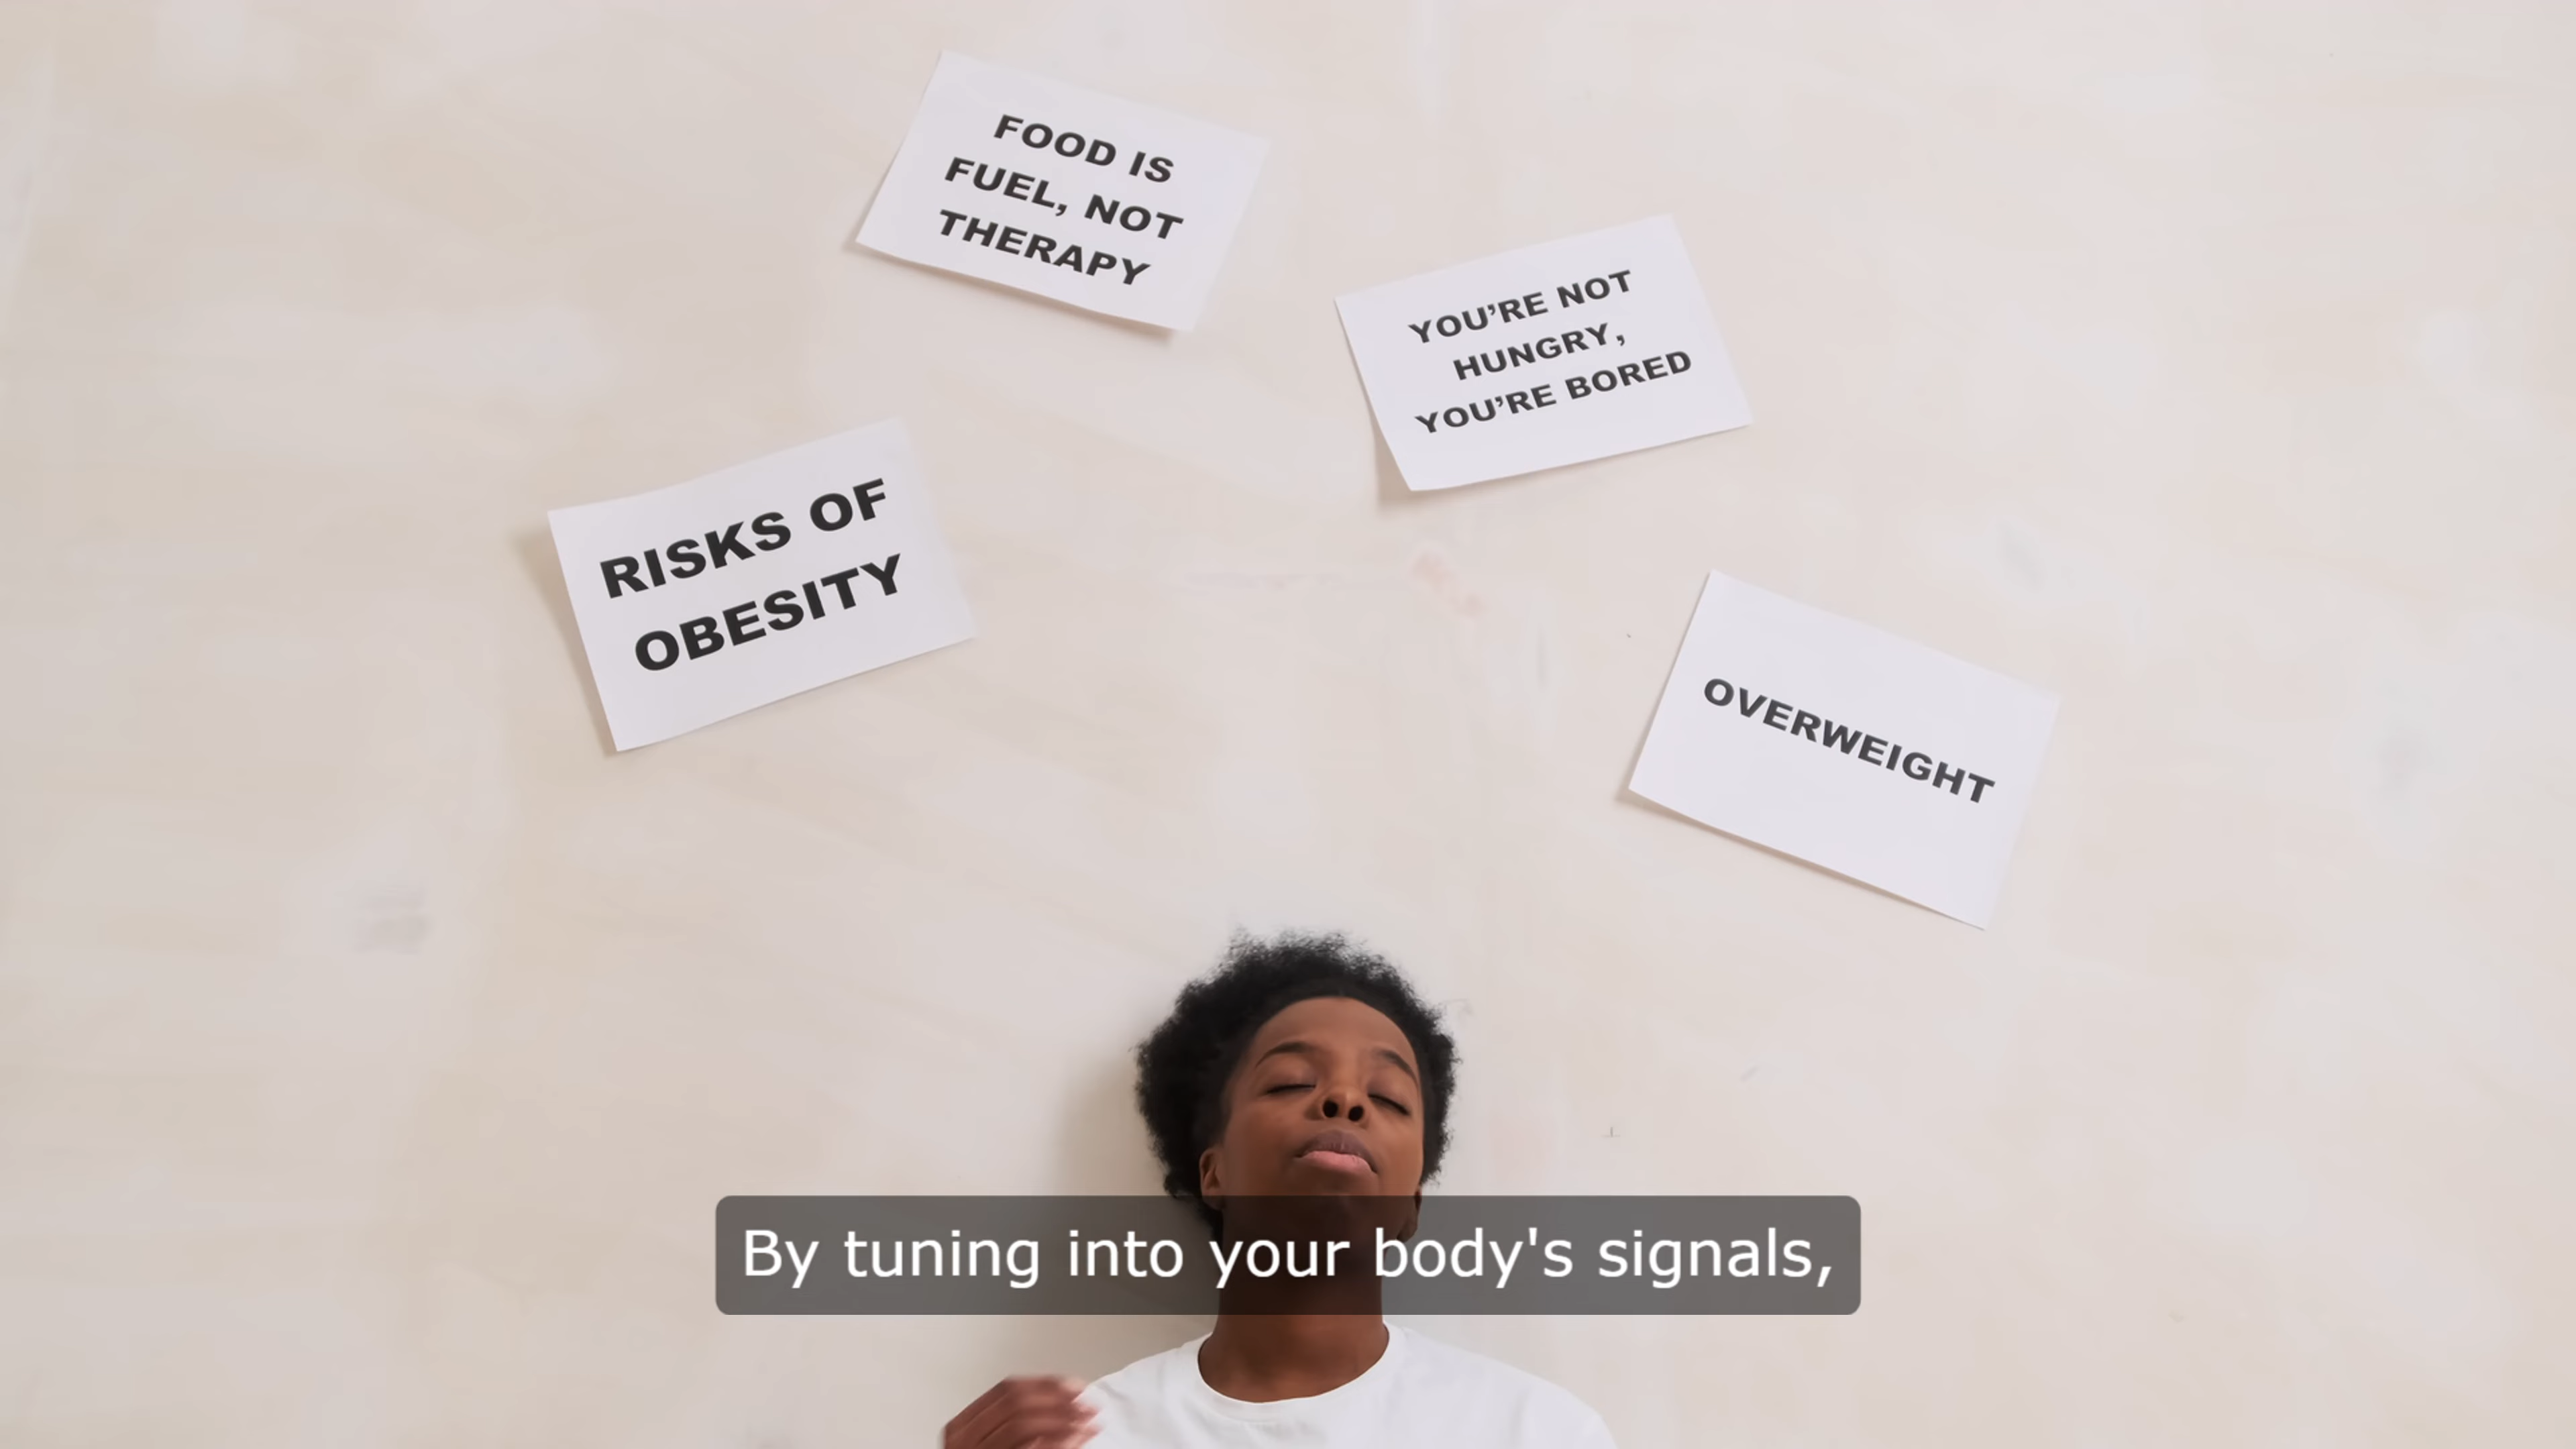 FOOD IS
FUEL, NOT
THERAPY
YOU'RE NOT
HUNGRY,
YOU'RE BORED
RISKS OF
OBESITY
OVERWEIGHT
By tuning into your body's signals,